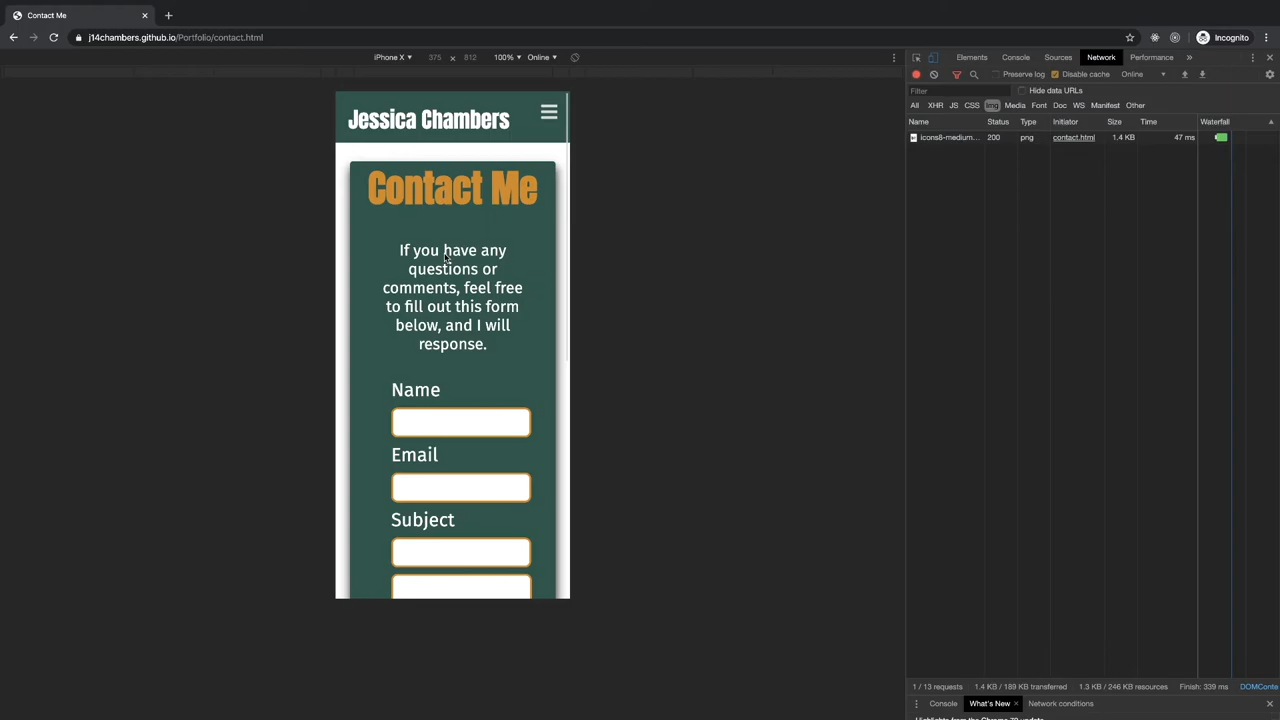 Contact Me
j14chambers.github.io/Portfolio/contact.html
Incognito
iPhone X 375 × 812 100% Online
Elements Console Sources Network Performance
Preserve log Disable cache Online
Filter Hide data URLs
All XHR JS CSS Img Media Font Doc WS Manifest Other
Name Status Type Initiator Size Time Waterfall
icons8-medium... 200 png contact.html 1.4 KB 47 ms
Jessica Chambers
Contact Me
If you have any
questions or
comments, feel free
to fill out this form
below, and I will
response.
Name
Email
Subject
1 / 13 requests 1.4 KB / 189 KB transferred 1.3 KB / 246 KB resources Finish: 339 ms DOMConte
Console What's New Network conditions